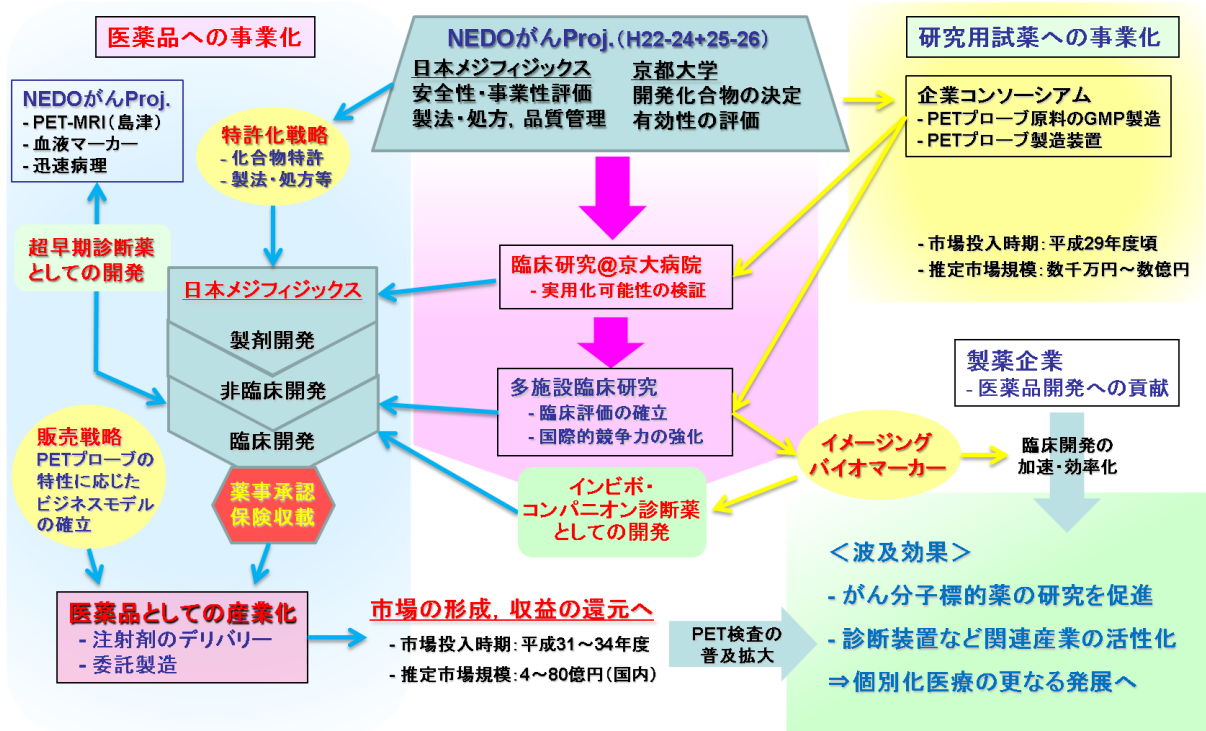 医薬品への事業化
NEDOがんProj.（H22-24+25-26）
日本メジフィジックス
安全性・事業性評価
製法・処方，品質管理
京都大学
開発化合物の決定
有効性の評価
研究用試薬への事業化
企業コンソーシアム
- PETプローブ原料のGMP製造
- PETプローブ製造装置
- 市場投入時期：平成29年度頃
- 推定市場規模：数千万円～数億円
NEDOがんProj.
- PET-MRI（島津）
- 血液マーカー
- 迅速病理
特許化戦略
- 化合物特許
- 製法・処方等
超早期診断薬
としての開発
日本メジフィジックス
製剤開発
非臨床開発
臨床開発
臨床研究@京大病院
- 実用化可能性の検証
多施設臨床研究
- 臨床評価の確立
- 国際的競争力の強化
製薬企業
- 医薬品開発への貢献
販売戦略
PETプローブの
特性に応じた
ビジネスモデル
の確立
薬事承認
保険収載
インビボ・
コンパニオン診断薬
としての開発
イメージング
バイオマーカー
臨床開発の
加速・効率化
医薬品としての産業化
- 注射剤のデリバリー
- 委託製造
市場の形成，収益の還元へ
- 市場投入時期：平成31～34年度
- 推定市場規模：4～80億円（国内）
PET検査の
普及拡大
＜波及効果＞
- がん分子標的薬の研究を促進
- 診断装置など関連産業の活性化
⇒個別化医療の更なる発展へ